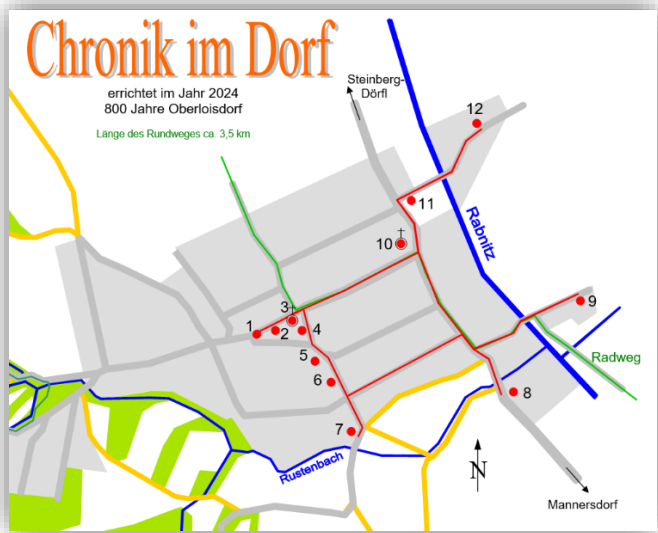 Chronik im Dorf
errichtet im Jahr 2024
800 Jahre Oberloisdorf
Länge des Rundweges ca. 3,5 km
Steinberg-
Dörfl
12
11
Rabnitz
10
9
3
1
2
4
Radweg
5
6
8
7
Rustenbach
N
Mannersdorf